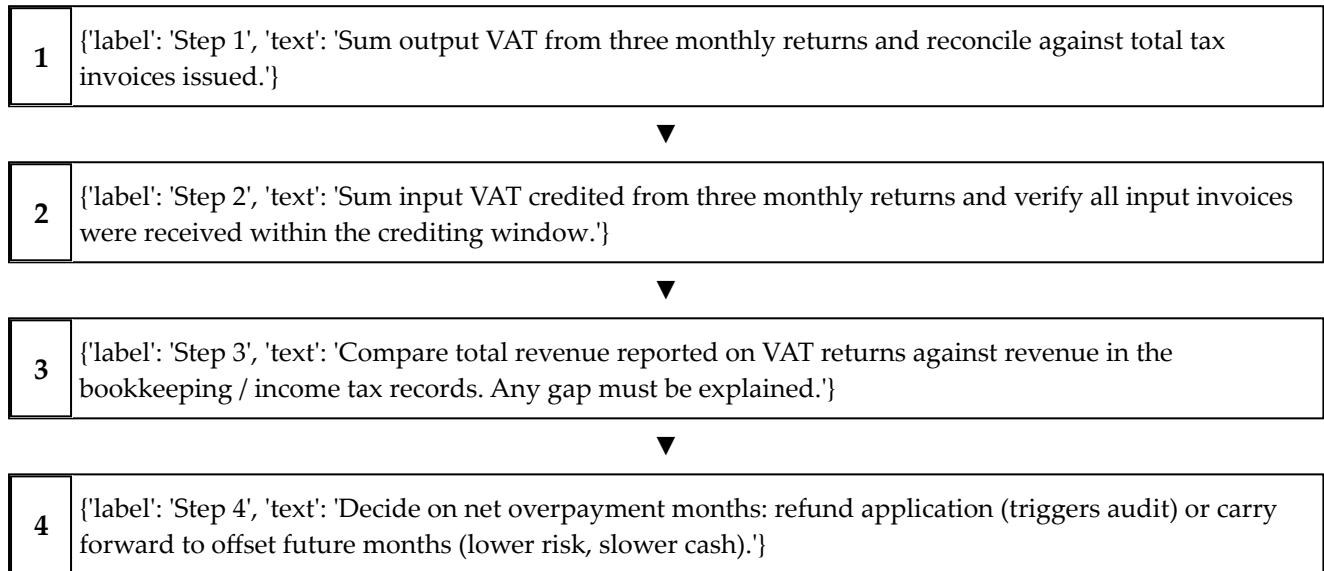 1
{'label': 'Step 1', 'text': 'Sum output VAT from three monthly returns and reconcile against total tax
invoices issued.'}
▼
2
{'label': 'Step 2', 'text': 'Sum input VAT credited from three monthly returns and verify all input invoices
were received within the crediting window.'}
▼
3
{'label': 'Step 3', 'text': 'Compare total revenue reported on VAT returns against revenue in the
bookkeeping / income tax records. Any gap must be explained.'}
▼
4
{'label': 'Step 4', 'text': 'Decide on net overpayment months: refund application (triggers audit) or carry
forward to offset future months (lower risk, slower cash).'}